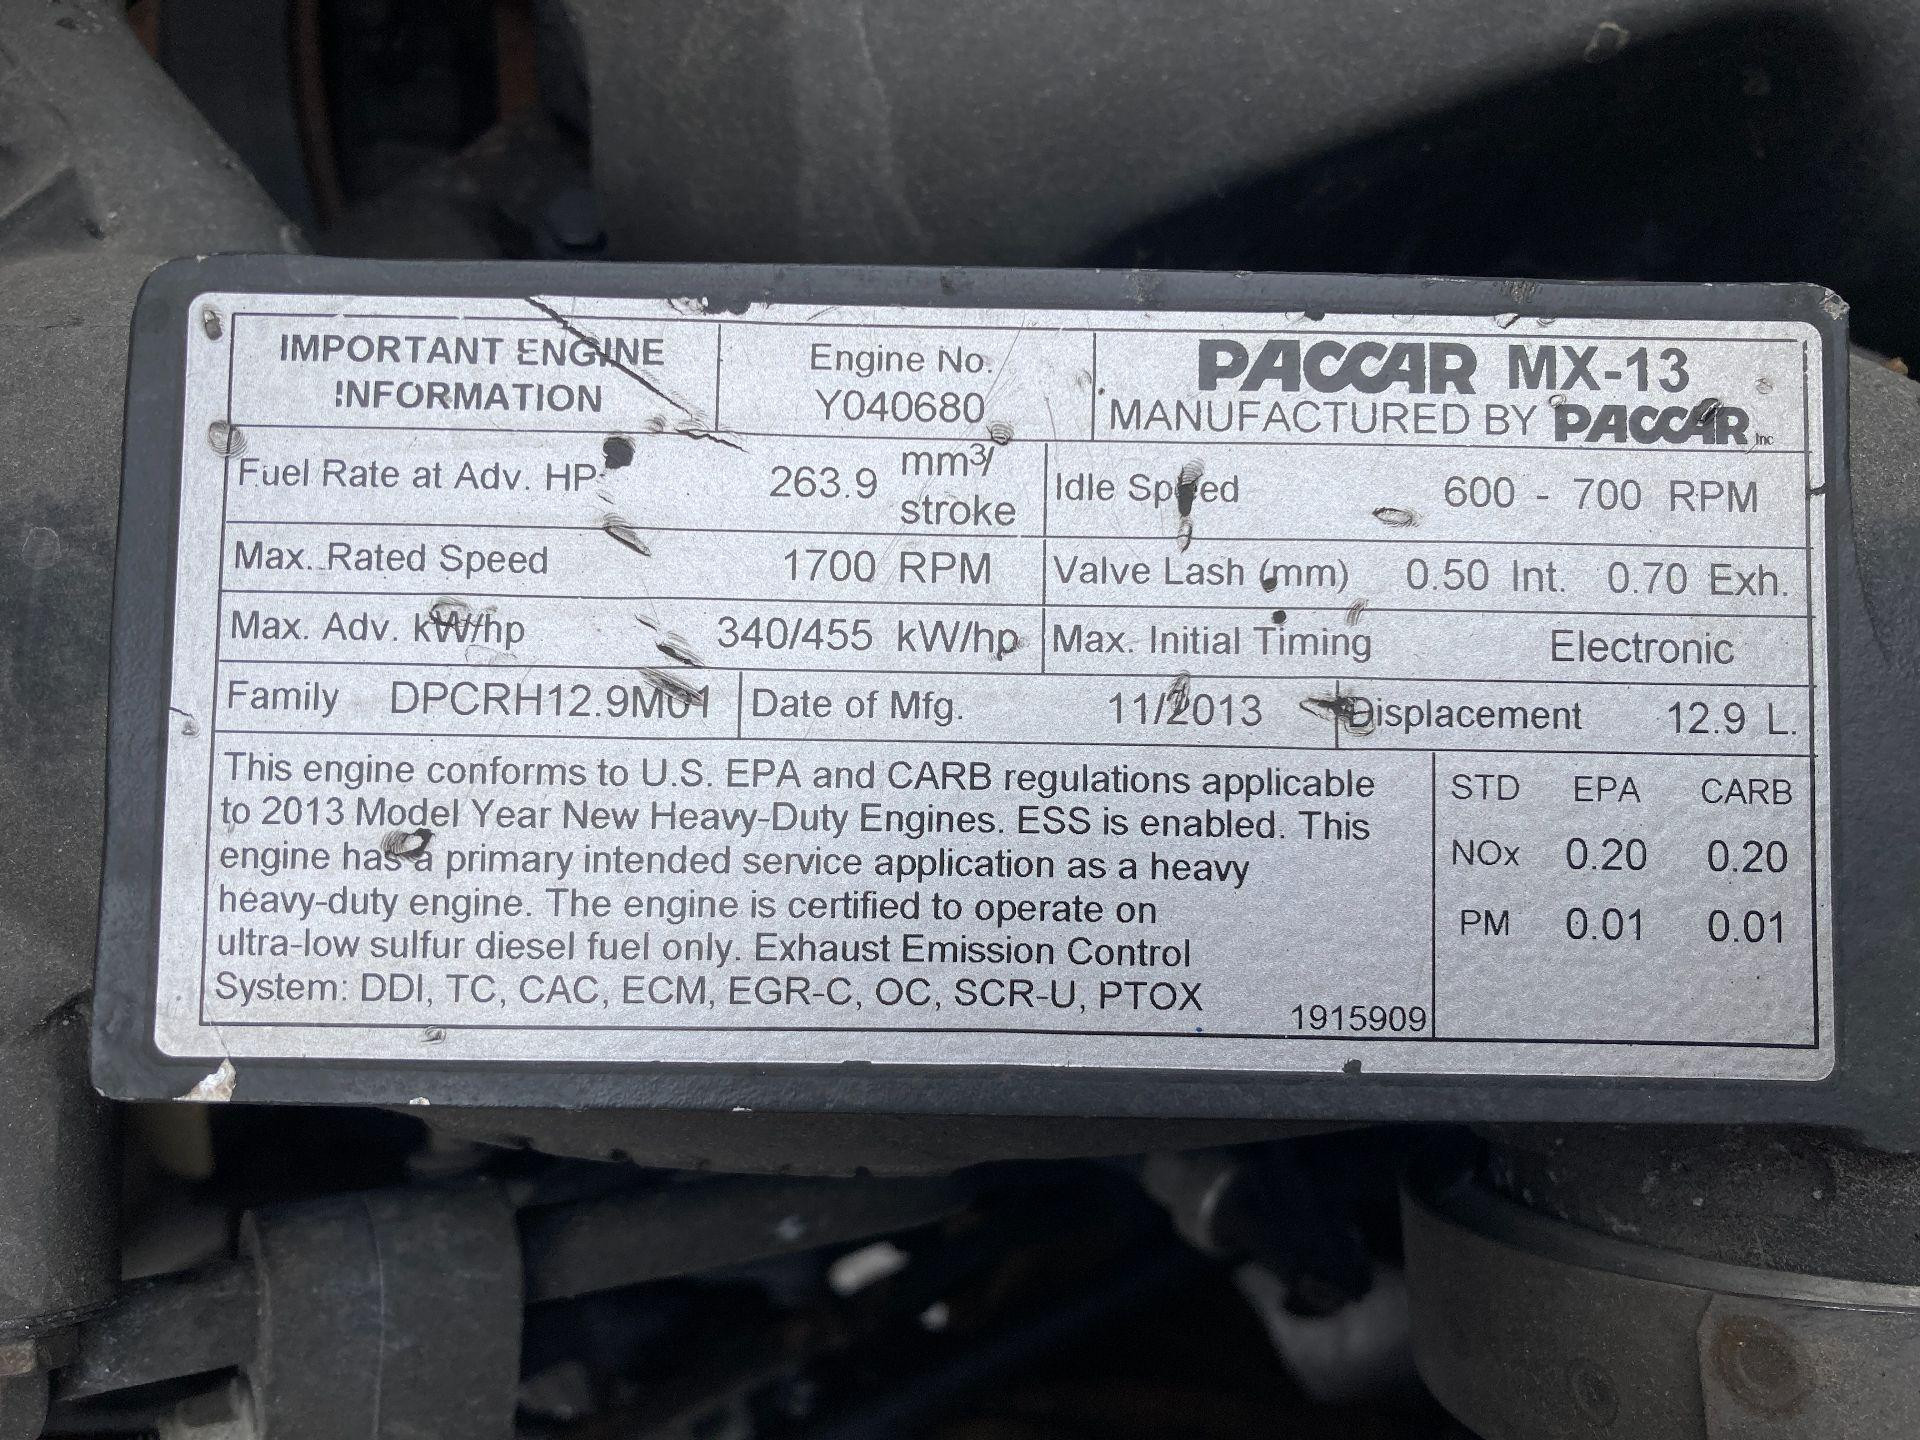 IMPORTANT ENGINE
INFORMATION
Engine No.
Y040680
PACCAR MX-13
MANUFACTURED BY PACCAR Inc
Fuel Rate at Adv. HP 263.9 mm³/
stroke
Idle Speed 600 - 700 RPM
Max. Rated Speed 1700 RPM
Valve Lash (mm) 0.50 Int. 0.70 Exh.
Max. Adv. kW/hp 340/455 kW/hp
Max. Initial Timing Electronic
Family DPCRH12.9M01
Date of Mfg. 11/2013
Displacement 12.9 L.
This engine conforms to U.S. EPA and CARB regulations applicable
to 2013 Model Year New Heavy-Duty Engines. ESS is enabled. This
engine has a primary intended service application as a heavy
heavy-duty engine. The engine is certified to operate on
ultra-low sulfur diesel fuel only. Exhaust Emission Control
System: DDI, TC, CAC, ECM, EGR-C, OC, SCR-U, PTOX
1915909
STD EPA CARB
NOx 0.20 0.20
PM 0.01 0.01